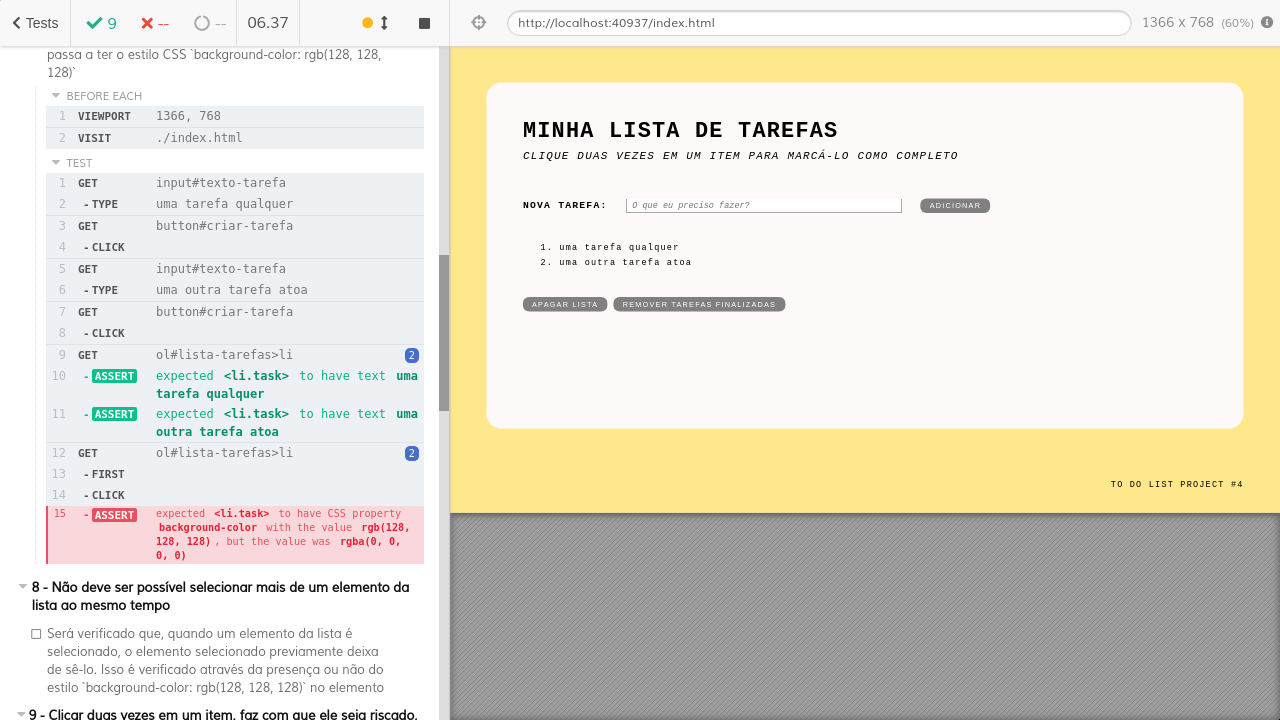 Tests 9 -- -- 06.37
http://localhost:40937/index.html 1366 x 768 (60%)
passa a ter o estilo CSS `background-color: rgb(128, 128,
128)`
BEFORE EACH
1 VIEWPORT 1366, 768
2 VISIT ./index.html
TEST
1 GET input#texto-tarefa
2 -TYPE uma tarefa qualquer
3 GET button#criar-tarefa
4 -CLICK
5 GET input#texto-tarefa
6 -TYPE uma outra tarefa atoa
7 GET button#criar-tarefa
8 -CLICK
9 GET ol#lista-tarefas>li 2
10 -ASSERT expected <li.task> to have text uma
tarefa qualquer
11 -ASSERT expected <li.task> to have text uma
outra tarefa atoa
12 GET ol#lista-tarefas>li 2
13 -FIRST
14 -CLICK
15 -ASSERT expected <li.task> to have CSS property
background-color with the value rgb(128,
128, 128), but the value was rgba(0, 0,
0, 0)
8 - Não deve ser possível selecionar mais de um elemento da
lista ao mesmo tempo
Será verificado que, quando um elemento da lista é
selecionado, o elemento selecionado previamente deixa
de sê-lo. Isso é verificado através da presença ou não do
estilo `background-color: rgb(128, 128, 128)` no elemento
9 - Clicar duas vezes em um item, faz com que ele seja riscado,
MINHA LISTA DE TAREFAS
CLIQUE DUAS VEZES EM UM ITEM PARA MARCÁ-LO COMO COMPLETO
NOVA TAREFA: O que eu preciso fazer? ADICIONAR
1. uma tarefa qualquer
2. uma outra tarefa atoa
APAGAR LISTA REMOVER TAREFAS FINALIZADAS
TO DO LIST PROJECT #4